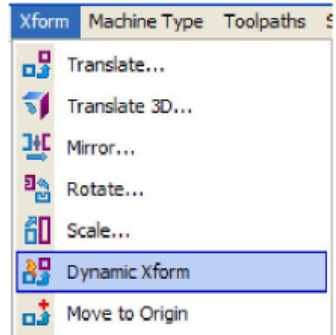 Xform Machine Type Toolpaths
Translate...
Translate 3D...
Mirror...
Rotate...
Scale...
Dynamic Xform
Move to Origin